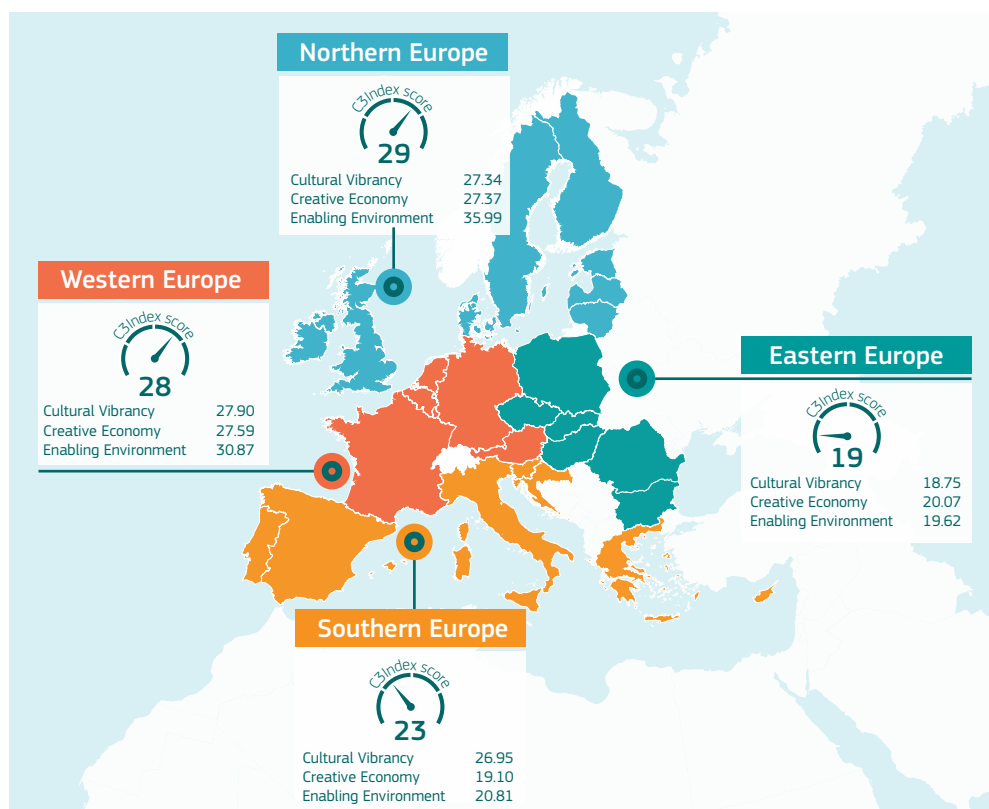 Northern Europe
C3Index score
29
Cultural Vibrancy 27.34
Creative Economy 27.37
Enabling Environment 35.99
Western Europe
C3Index score
28
Cultural Vibrancy 27.90
Creative Economy 27.59
Enabling Environment 30.87
Eastern Europe
C3Index score
19
Cultural Vibrancy 18.75
Creative Economy 20.07
Enabling Environment 19.62
Southern Europe
C3Index score
23
Cultural Vibrancy 26.95
Creative Economy 19.10
Enabling Environment 20.81